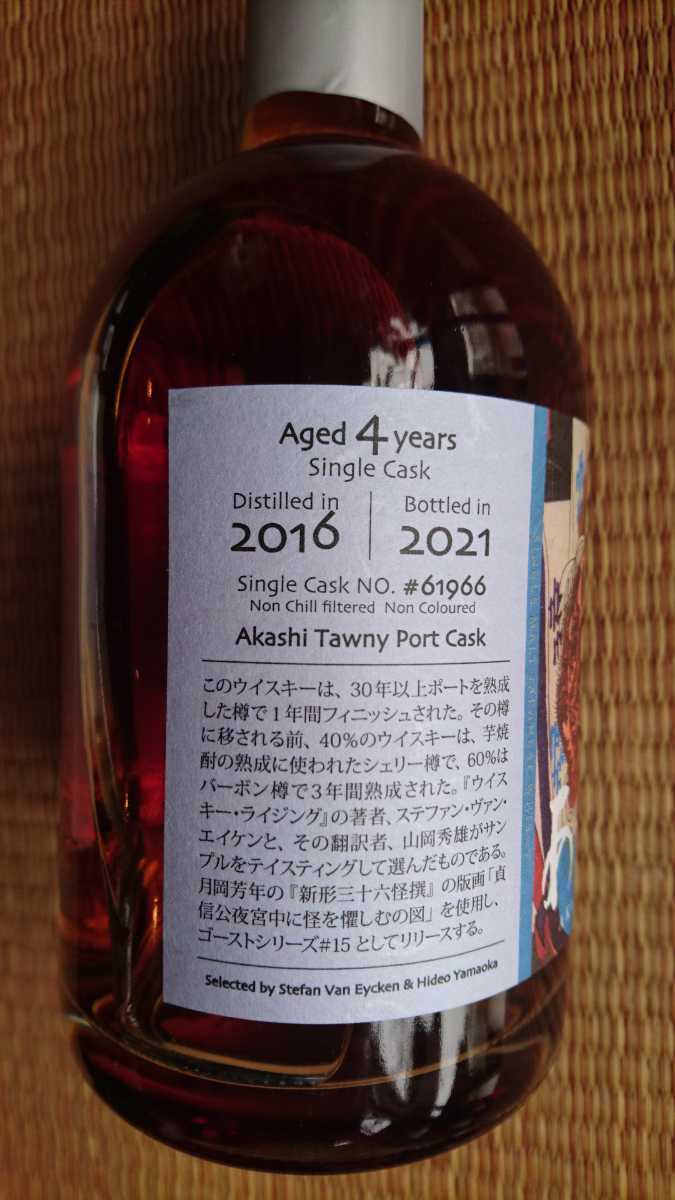 Aged 4 years
Single Cask
Distilled in
2016
Bottled in
2021
Single Cask NO. #61966
Non Chill filtered Non Coloured
Akashi Tawny Port Cask
このウイスキーは、30年以上ポートを熟成
した樽で1年間フィニッシュされた。その樽
に移される前、40%のウイスキーは、芋焼
酎の熟成に使われたシェリー樽で、60%は
バーボン樽で3年間熟成された。『ウイス
キー・ライジング』の著者、ステファン・ヴァン・
エイケンと、その翻訳者、山岡秀雄がサン
プルをテイスティングして選んだものである。
月岡芳年の『新形三十六怪撰』の版画「貞
信公夜宮中に怪を懼しむの図」を使用し、
ゴーストシリーズ#15としてリリースする。
Selected by Stefan Van Eycken & Hideo Yamaoka